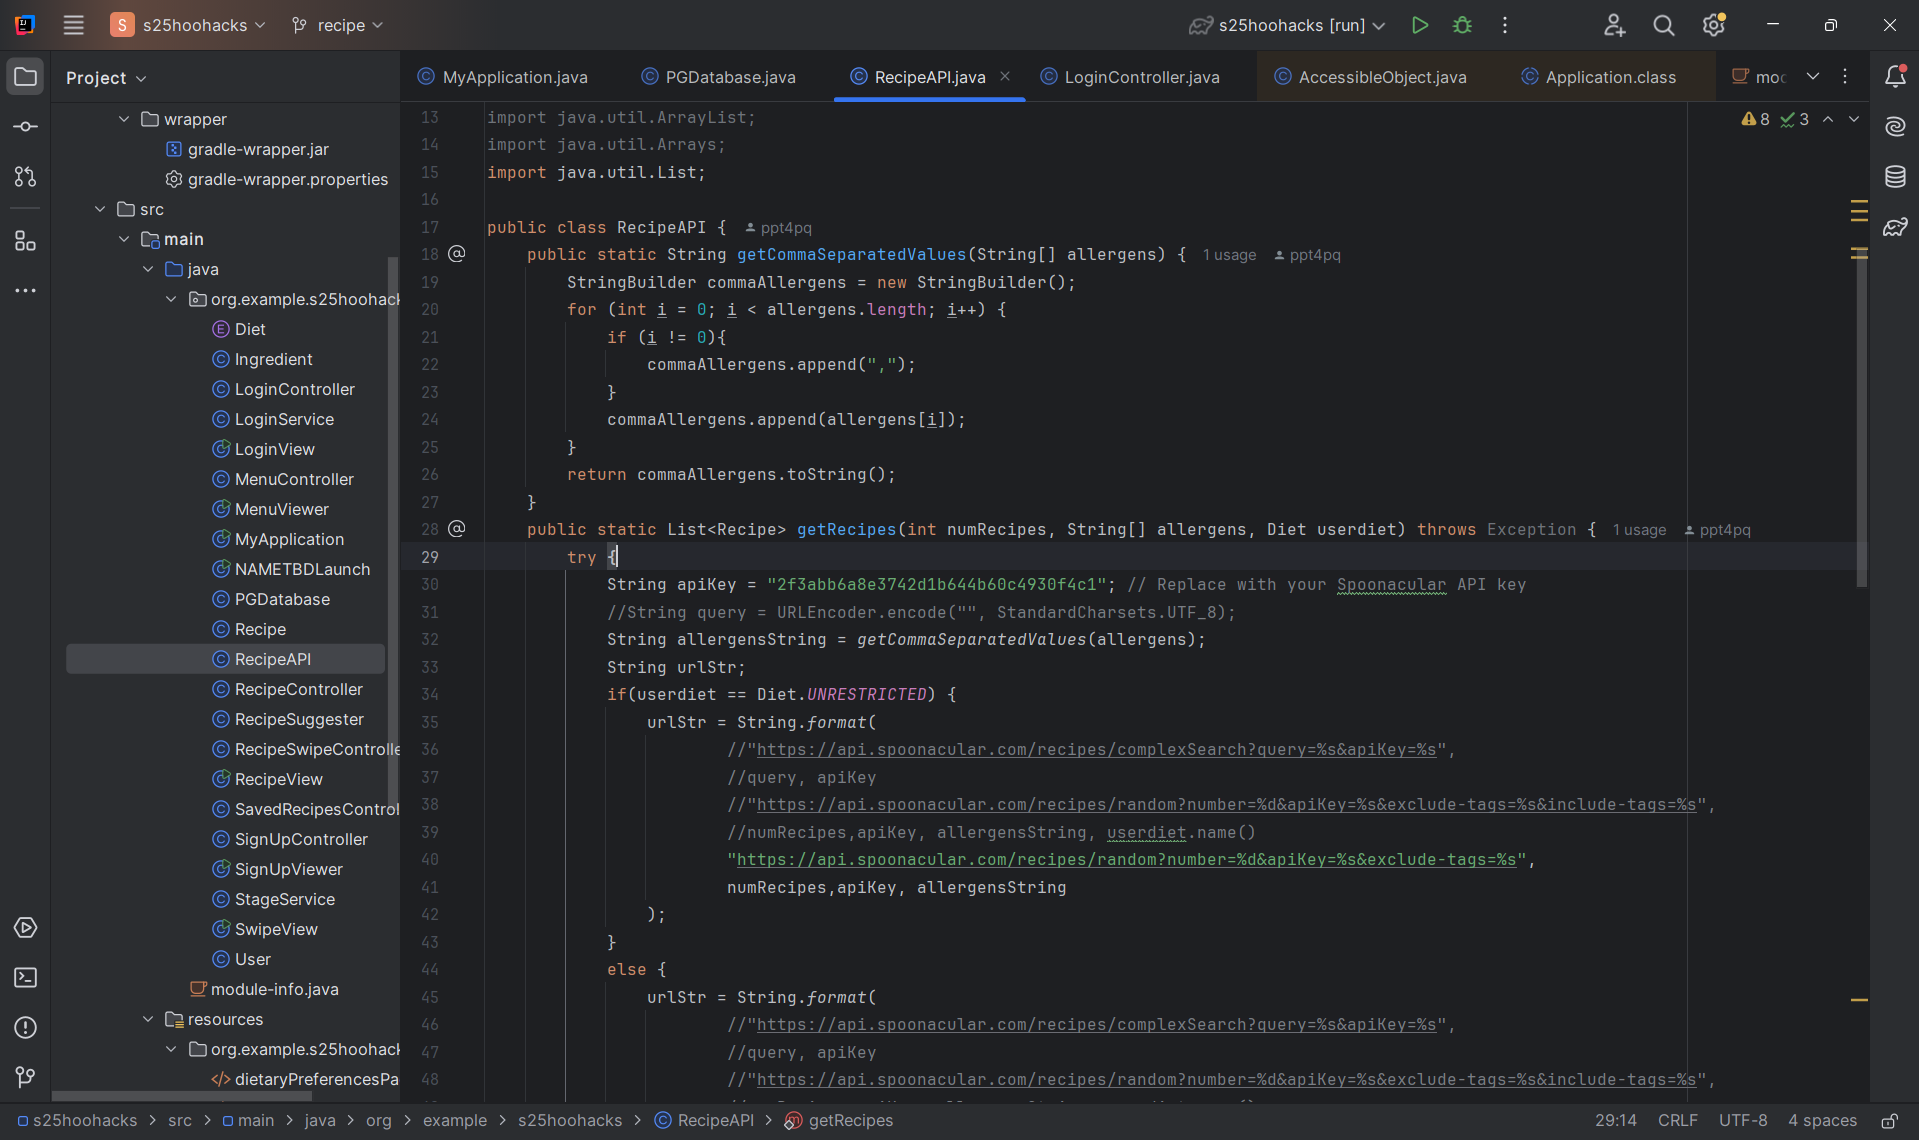 s25hoohacks
recipe
s25hoohacks [run]
Project
MyApplication.java
PGDatabase.java
RecipeAPI.java
LoginController.java
AccessibleObject.java
Application.class
moc
wrapper
gradle-wrapper.jar
gradle-wrapper.properties
src
main
java
org.example.s25hoohack
Diet
Ingredient
LoginController
LoginService
LoginView
MenuController
MenuViewer
MyApplication
NAMETBDLaunch
PGDatabase
Recipe
RecipeAPI
RecipeController
RecipeSuggester
RecipeSwipeControlle
RecipeView
SavedRecipesControl
SignUpController
SignUpViewer
StageService
SwipeView
User
module-info.java
resources
org.example.s25hoohack
dietaryPreferencesPa
8 3
13 import java.util.ArrayList;
14 import java.util.Arrays;
15 import java.util.List;
16
17 public class RecipeAPI { ppt4pq
18 public static String getCommaSeparatedValues(String[] allergens) { 1 usage ppt4pq
19 StringBuilder commaAllergens = new StringBuilder();
20 for (int i = 0; i < allergens.length; i++) {
21 if (i != 0){
22 commaAllergens.append(",");
23 }
24 commaAllergens.append(allergens[i]);
25 }
26 return commaAllergens.toString();
27 }
28 public static List<Recipe> getRecipes(int numRecipes, String[] allergens, Diet userdiet) throws Exception { 1 usage ppt4pq
29 try {
30 String apiKey = "2f3abb6a8e3742d1b644b60c4930f4c1"; // Replace with your Spoonacular API key
31 //String query = URLEncoder.encode("", StandardCharsets.UTF_8);
32 String allergensString = getCommaSeparatedValues(allergens);
33 String urlStr;
34 if(userdiet == Diet.UNRESTRICTED) {
35 urlStr = String.format(
36 //"https://api.spoonacular.com/recipes/complexSearch?query=%s&apiKey=%s",
37 //query, apiKey
38 //"https://api.spoonacular.com/recipes/random?number=%d&apiKey=%s&exclude-tags=%s&include-tags=%s",
39 //numRecipes,apiKey, allergensString, userdiet.name()
40 "https://api.spoonacular.com/recipes/random?number=%d&apiKey=%s&exclude-tags=%s",
41 numRecipes,apiKey, allergensString
42 );
43 }
44 else {
45 urlStr = String.format(
46 //"https://api.spoonacular.com/recipes/complexSearch?query=%s&apiKey=%s",
47 //query, apiKey
48 //"https://api.spoonacular.com/recipes/random?number=%d&apiKey=%s&exclude-tags=%s&include-tags=%s",
s25hoohacks > src > main > java > org > example > s25hoohacks > RecipeAPI > getRecipes
29:14 CRLF UTF-8 4 spaces